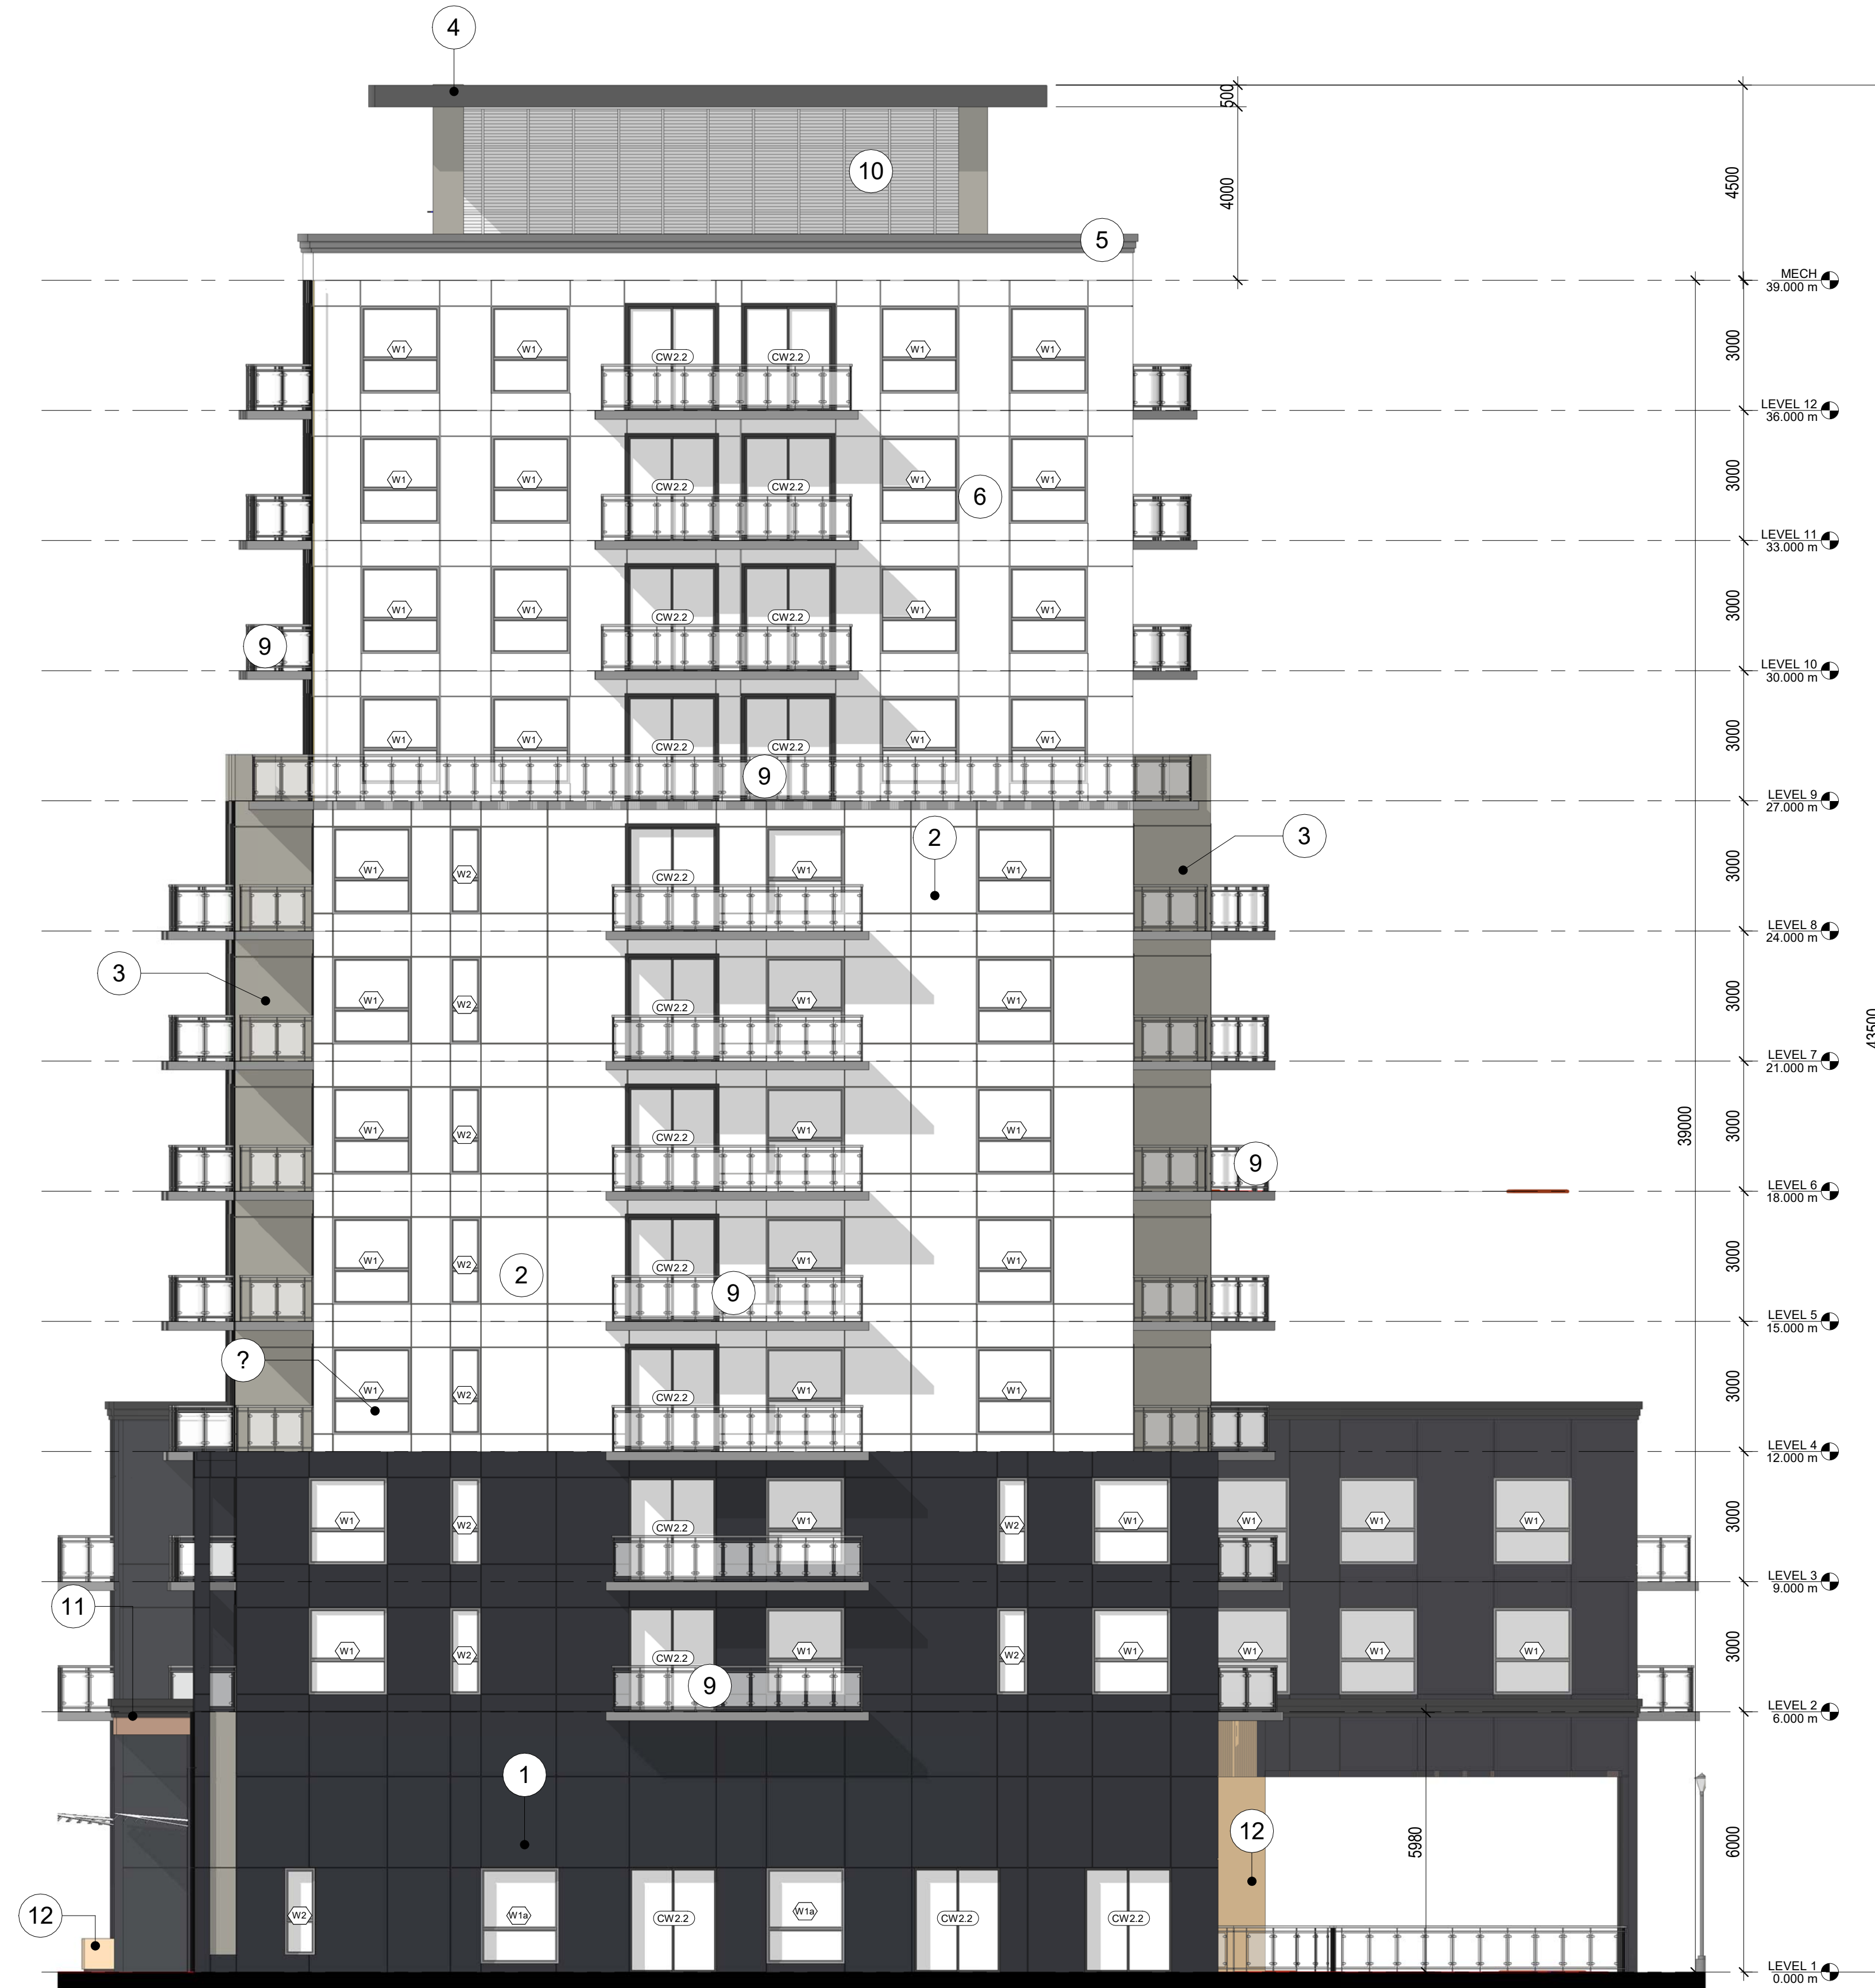 4
500
10
4000
4500
5
MECH
39.000 m
W1 W1 W1 W1
CW2.2 CW2.2
3000
LEVEL 12
36.000 m
W1 W1 W1 W1
CW2.2 CW2.2
6
3000
LEVEL 11
33.000 m
W1 W1 W1 W1
CW2.2 CW2.2
3000
9
LEVEL 10
30.000 m
W1 W1 W1 W1
CW2.2 CW2.2
3000
9
LEVEL 9
27.000 m
2
3
W1 W2 CW2.2 W1 W1
3000
LEVEL 8
24.000 m
3
W1 W2 CW2.2 W1 W1
3000
43500
LEVEL 7
21.000 m
W1 W2 CW2.2 W1 W1
39000
3000
9
LEVEL 6
18.000 m
W1 W2 CW2.2 W1 W1
3000
2
9
LEVEL 5
15.000 m
?
W1 W2 CW2.2 W1 W1
3000
LEVEL 4
12.000 m
W1 W2 CW2.2 W1 W2 W1 W1 W1 W1
3000
LEVEL 3
9.000 m
11
W1 W2 CW2.2 W1 W2 W1 W1 W1 W1
3000
9
LEVEL 2
6.000 m
1
12
5980
6000
12
W2 W1a CW2.2 W1a CW2.2 CW2.2
LEVEL 1
0.000 m